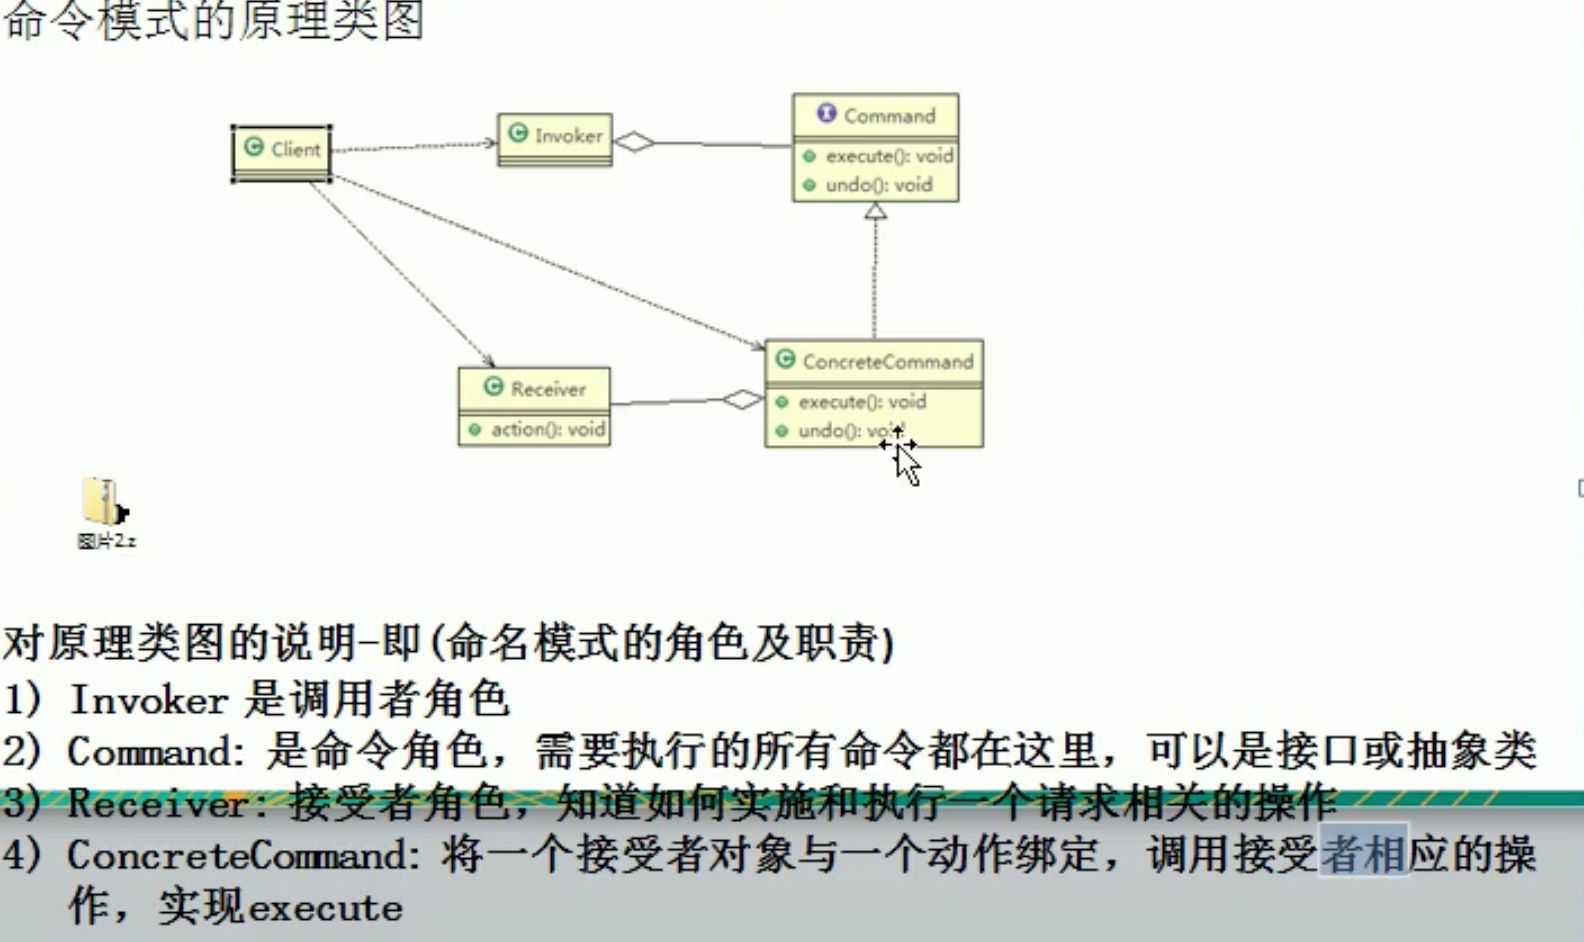 命令模式的原理类图
Client
Invoker
Command
execute(): void
undo(): void
Receiver
action(): void
ConcreteCommand
execute(): void
undo(): void
图片2.z
对原理类图的说明-即(命名模式的角色及职责)
1) Invoker 是调用者角色
2) Command: 是命令角色，需要执行的所有命令都在这里，可以是接口或抽象类
3) Receiver: 接受者角色，知道如何实施和执行一个请求相关的操作
4) ConcreteCommand: 将一个接受者对象与一个动作绑定，调用接受者相应的操
作，实现execute